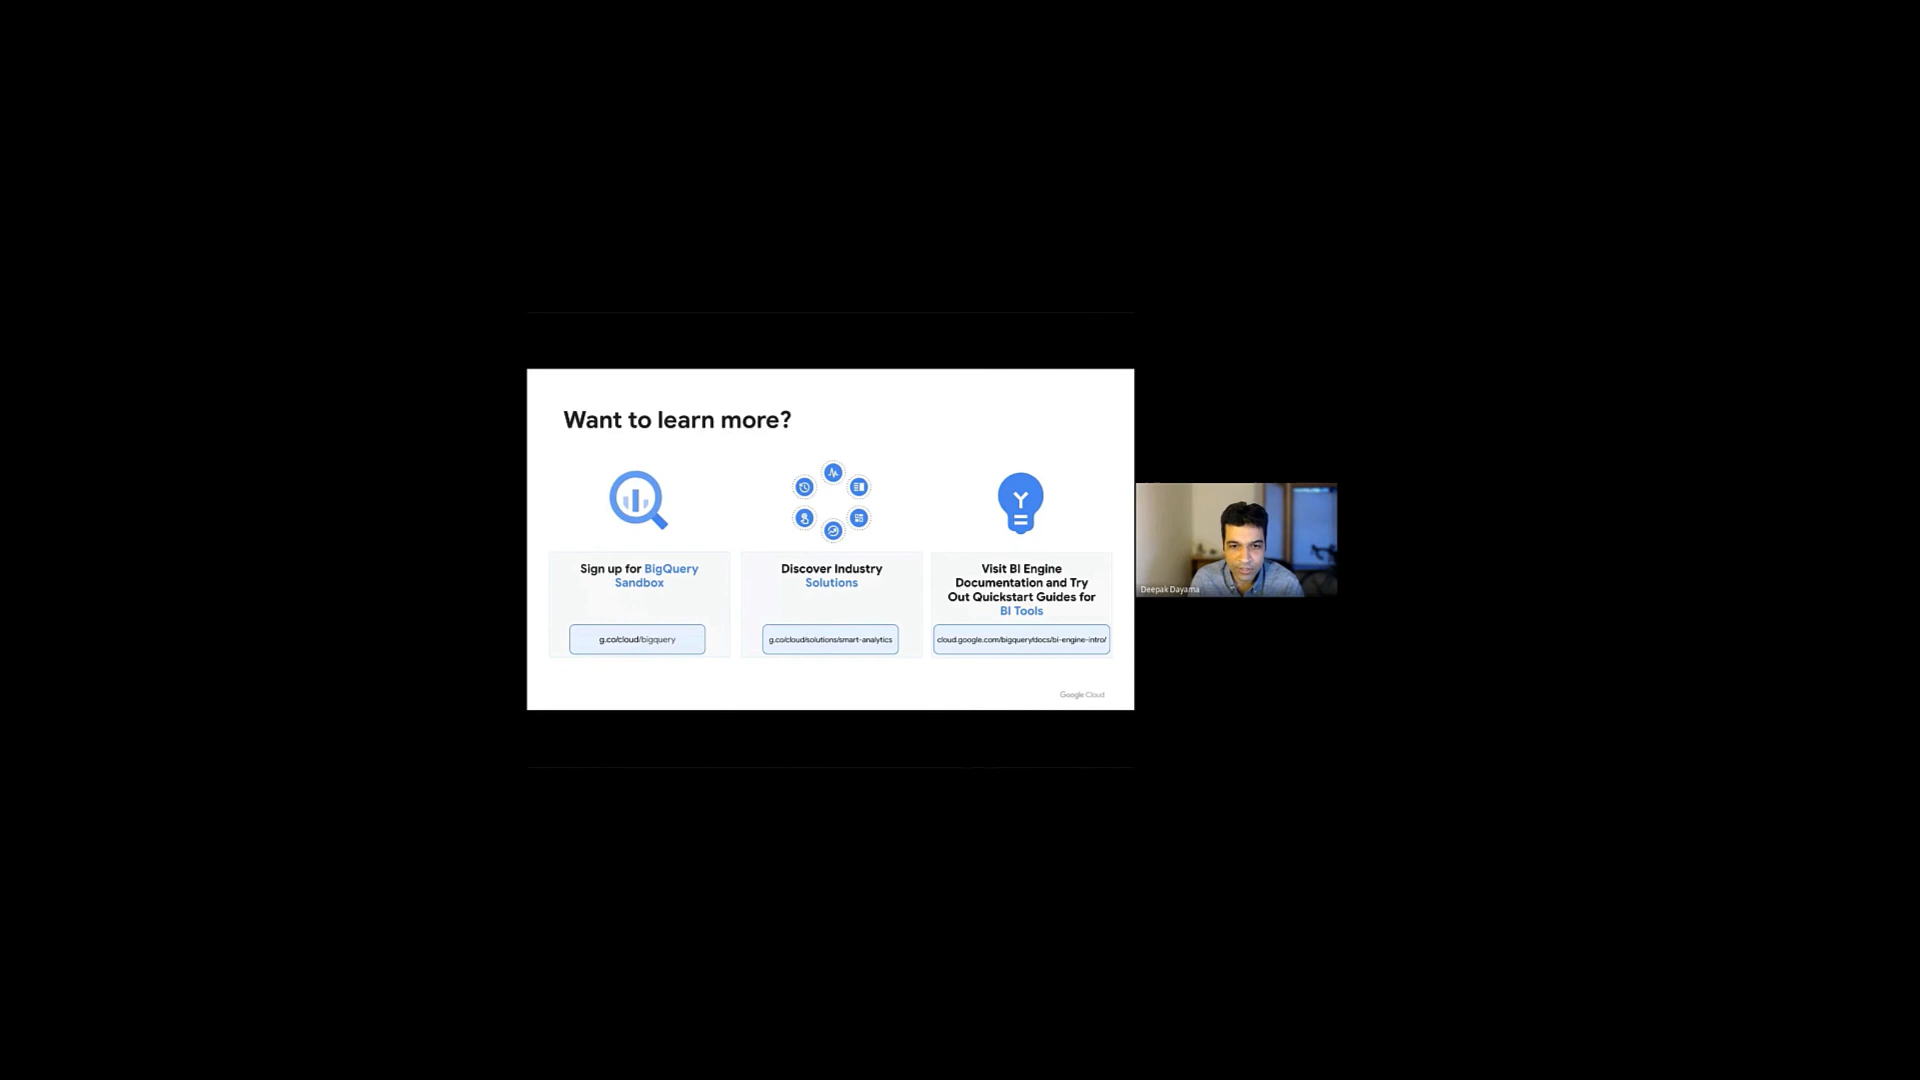 Want to learn more?
Sign up for BigQuery
Sandbox
g.co/cloud/bigquery
Discover Industry
Solutions
g.co/cloud/solutions/smart-analytics
Visit BI Engine
Documentation and Try
Out Quickstart Guides for
BI Tools
cloud.google.com/bigquery/docs/bi-engine-intro/
Google Cloud
Deepak Dayama